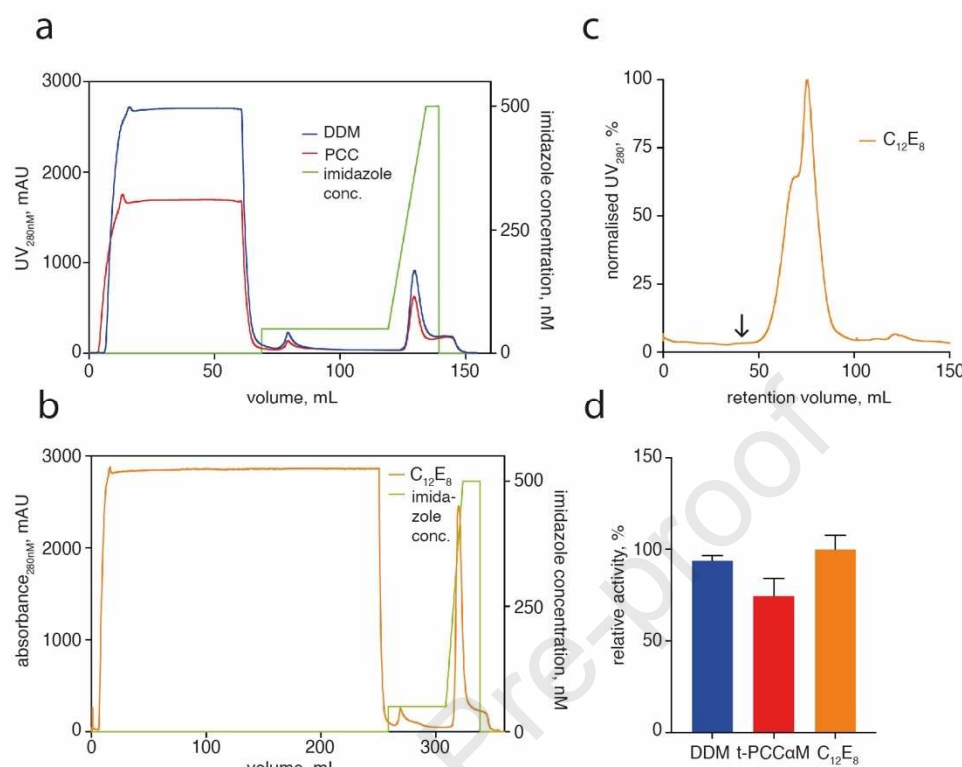 a
3000
2000
1000
0
UV280nM, mAU
0
50
100
150
volume, mL
500
250
0
imidazole concentration, nM
DDM
PCC
imidazole
conc.
b
3000
2000
1000
0
absorbance280nM, mAU
0
100
200
300
volume, mL
500
250
0
imidazole concentration, nM
C12E8
imida-
zole
conc.
c
100
75
50
25
0
normalised UV280, %
0
50
100
150
retention volume, mL
C12E8
d
150
100
50
0
relative activity, %
DDM t-PCCαM C12E8
Pre-proof